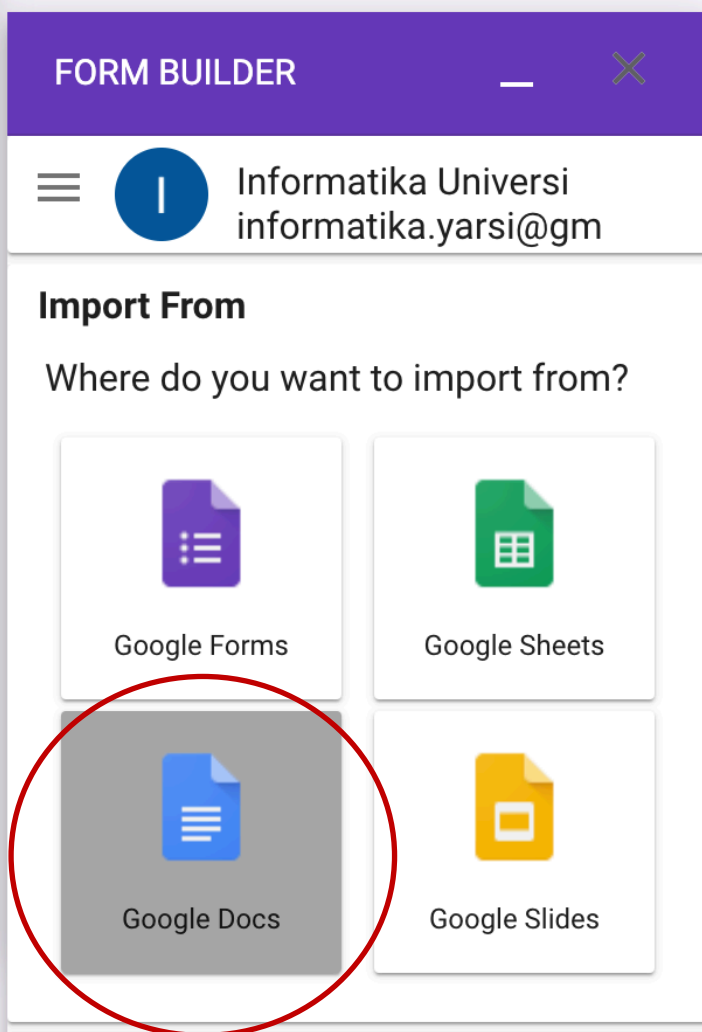 FORM BUILDER
I
Informatika Universi
informatika.yarsi@gm
Import From
Where do you want to import from?
Google Forms
Google Sheets
Google Docs
Google Slides